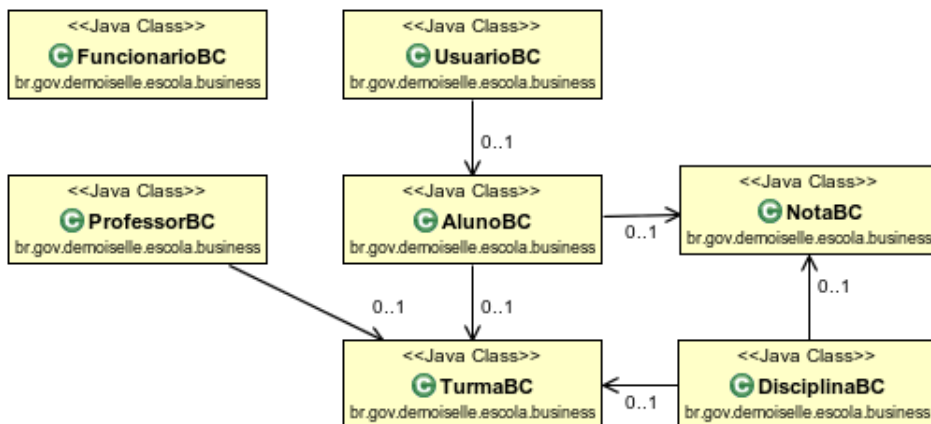 <<Java Class>>
FuncionarioBC
br.gov.demoiselle.escola.business
<<Java Class>>
UsuarioBC
br.gov.demoiselle.escola.business
0..1
<<Java Class>>
ProfessorBC
br.gov.demoiselle.escola.business
<<Java Class>>
AlunoBC
br.gov.demoiselle.escola.business
0..1
<<Java Class>>
NotaBC
br.gov.demoiselle.escola.business
0..1
0..1
0..1
<<Java Class>>
TurmaBC
br.gov.demoiselle.escola.business
0..1
<<Java Class>>
DisciplinaBC
br.gov.demoiselle.escola.business